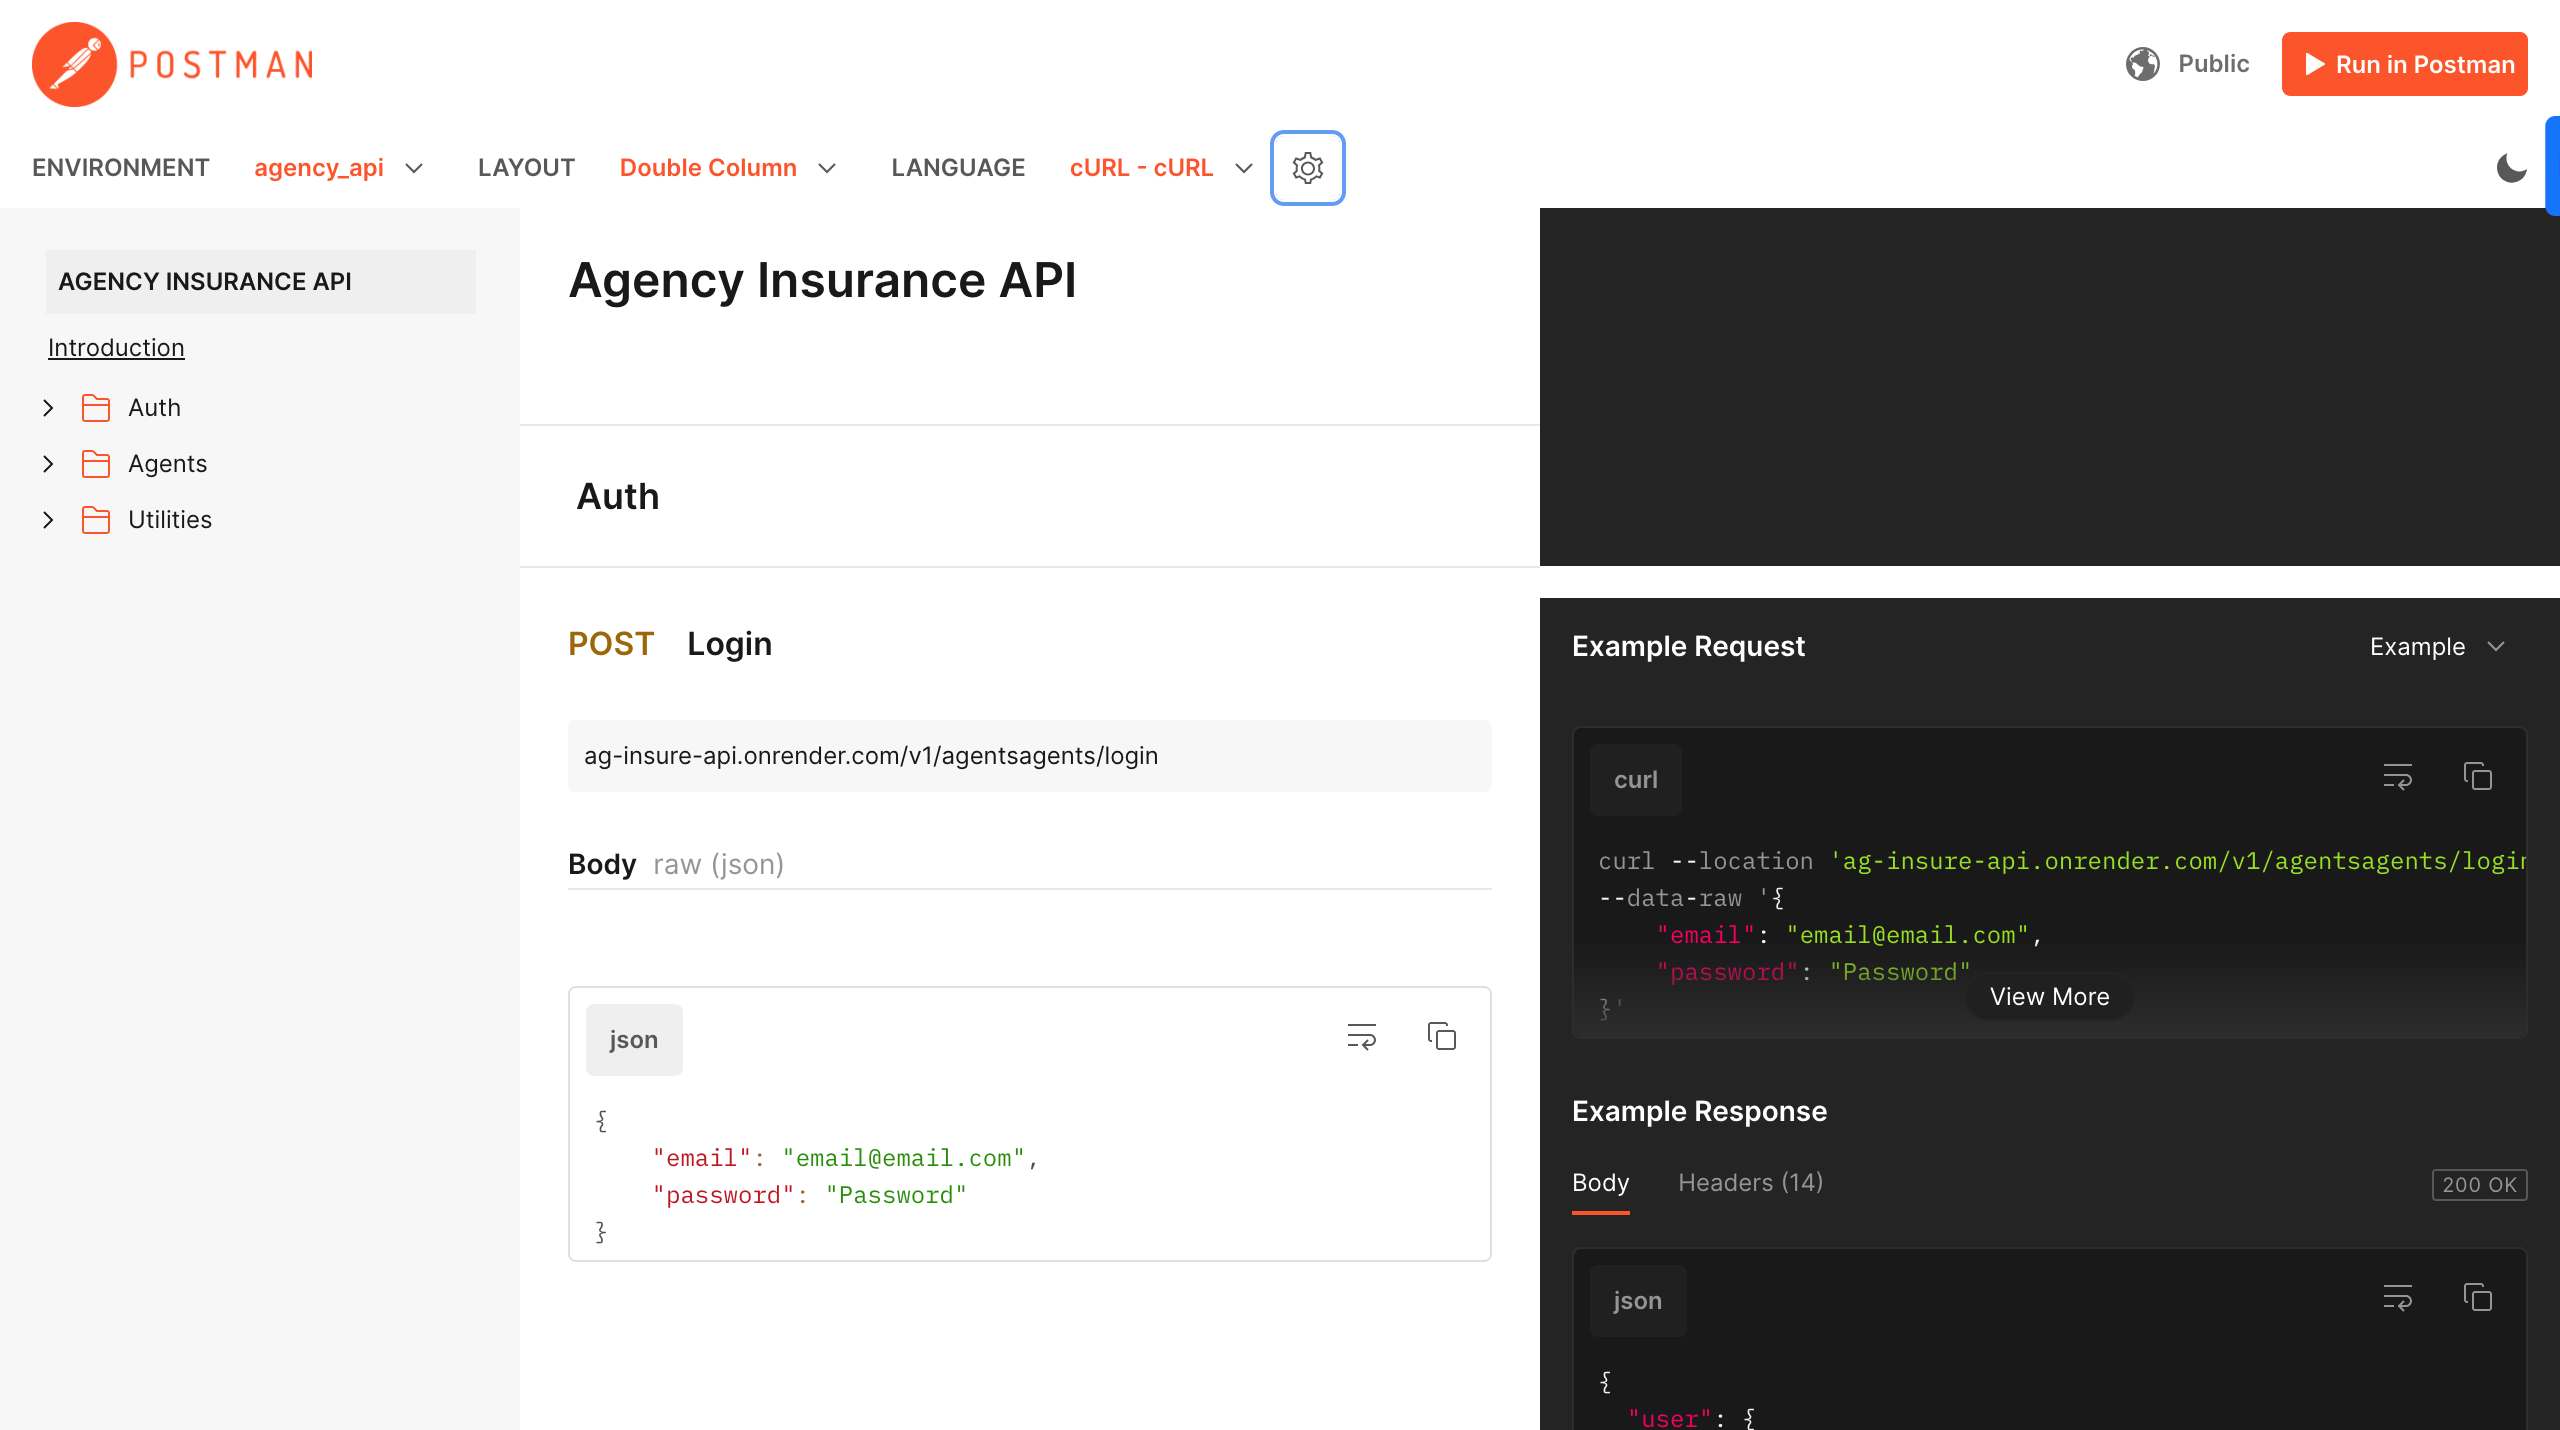 POSTMAN
Public
Run in Postman
ENVIRONMENT agency_api LAYOUT Double Column LANGUAGE cURL - cURL
AGENCY INSURANCE API
Introduction
Auth
Agents
Utilities
Agency Insurance API
Auth
POST Login
ag-insure-api.onrender.com/v1/agentsagents/login
Body raw (json)
json
{
"email": "email@email.com",
"password": "Password"
}
Example Request
Example
curl
curl --location 'ag-insure-api.onrender.com/v1/agentsagents/login
--data-raw '{
"email": "email@email.com",
"password": "Password"
}'
View More
Example Response
Body Headers (14) 200 OK
json
{
"user": {